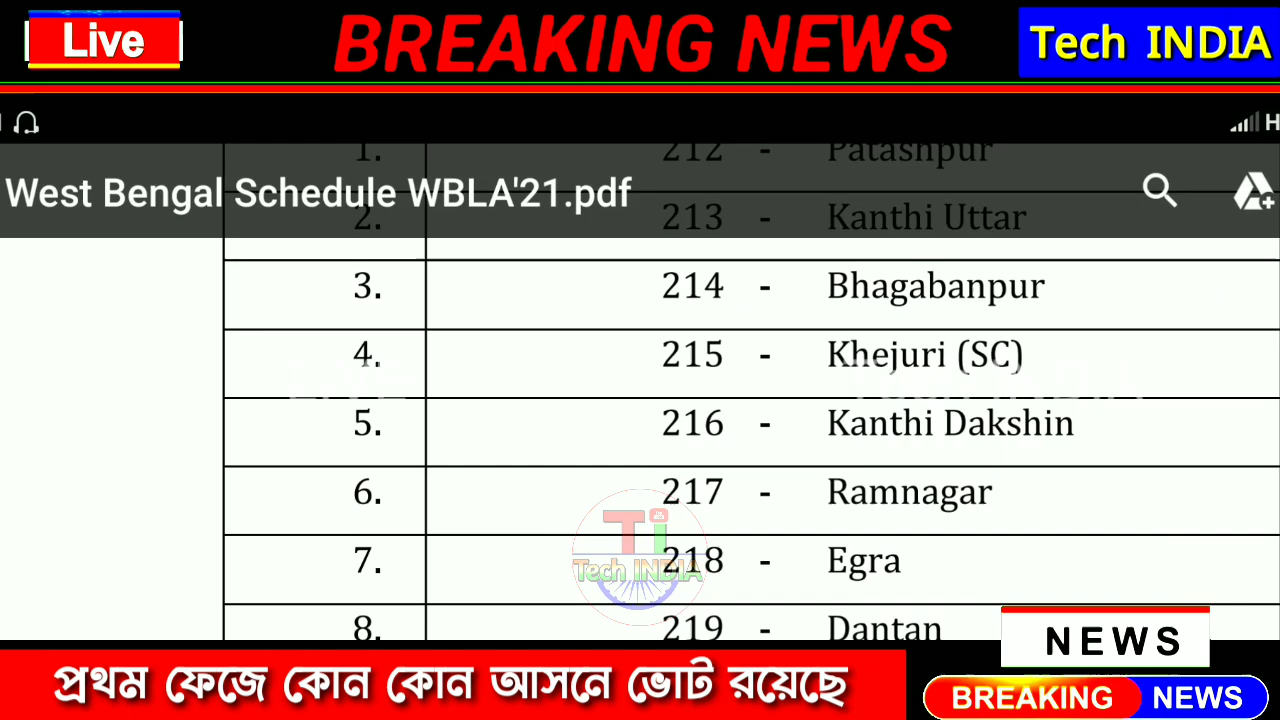 Live
BREAKING NEWS
Tech INDIA
H
1. 212 - Patashpur
West Bengal Schedule WBLA'21.pdf
2. 213 - Kanthi Uttar
3. 214 - Bhagabanpur
4. 215 - Khejuri (SC)
5. 216 - Kanthi Dakshin
6. 217 - Ramnagar
Ti
7. 218 - Egra
Tech INDIA
8. 219 - Dantan
NEWS
প্রথম ফেজে কোন কোন আসনে ভোট রয়েছে
BREAKING NEWS